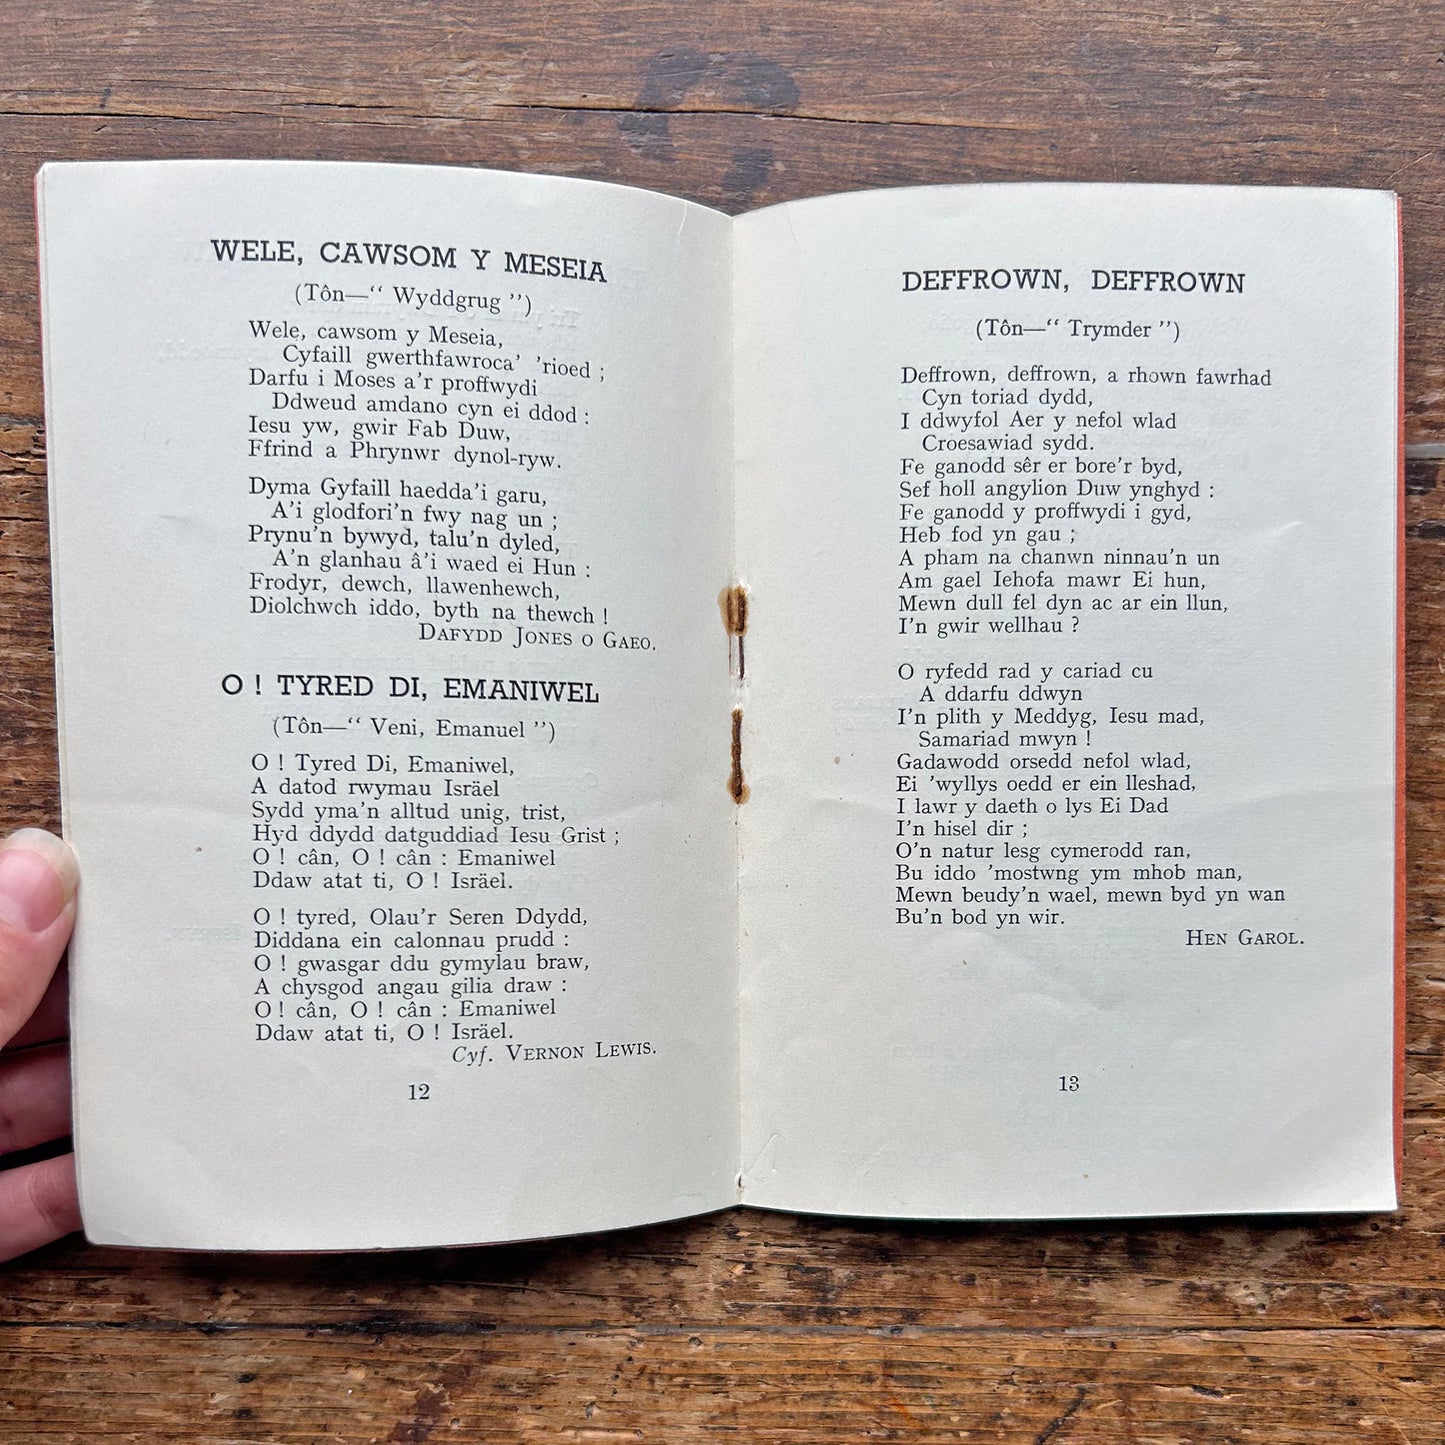 WELE, CAWSOM Y MESEIA
(Tôn—“ Wyddgrug ”)
Wele, cawsom y Meseia,
Cyfaill gwerthfawroca’ ’rioed ;
Darfu i Moses a’r proffwydi
Ddweud amdano cyn ei ddod :
Iesu yw, gwir Fab Duw,
Ffrind a Phrynwr dynol-ryw.
Dyma Gyfaill haedda’i garu,
A’i glodfori’n fwy nag un ;
Prynu’n bywyd, talu’n dyled,
A’n glanhau â’i waed ei Hun :
Frodyr, dewch, llawenhewch,
Diolchwch iddo, byth na thewch !
DAFYDD JONES O GAEO.
O ! TYRED DI, EMANIWEL
(Tôn—“ Veni, Emanuel ”)
O ! Tyred Di, Emaniwel,
A datod rwymau Isräel
Sydd yma’n alltud unig, trist,
Hyd ddydd datguddiad Iesu Grist ;
O ! cân, O ! cân : Emaniwel
Ddaw atat ti, O ! Isräel.
O ! tyred, Olau’r Seren Ddydd,
Diddana ein calonnau prudd :
O ! gwasgar ddu gymylau braw,
A chysgod angau gilia draw :
O ! cân, O ! cân : Emaniwel
Ddaw atat ti, O ! Isräel.
Cyf. VERNON LEWIS.
12
DEFFROWN, DEFFROWN
(Tôn—“ Trymder ”)
Deffrown, deffrown, a rhown fawrhad
Cyn toriad dydd,
I ddwyfol Aer y nefol wlad
Croesawiad sydd.
Fe ganodd sêr er bore’r byd,
Sef holl angylion Duw ynghyd :
Fe ganodd y proffwydi i gyd,
Heb fod yn gau ;
A pham na chanwn ninnau’n un
Am gael Iehofa mawr Ei hun,
Mewn dull fel dyn ac ar ein llun,
I’n gwir wellhau ?
O ryfedd rad y cariad cu
A ddarfu ddwyn
I’n plith y Meddyg, Iesu mad,
Samariad mwyn !
Gadawodd orsedd nefol wlad,
Ei ’wyllys oedd er ein lleshad,
I lawr y daeth o lys Ei Dad
I’n hisel dir ;
O’n natur lesg cymerodd ran,
Bu iddo ’mostwng ym mhob man,
Mewn beudy’n wael, mewn byd yn wan
Bu’n bod yn wir.
HEN GAROL.
13